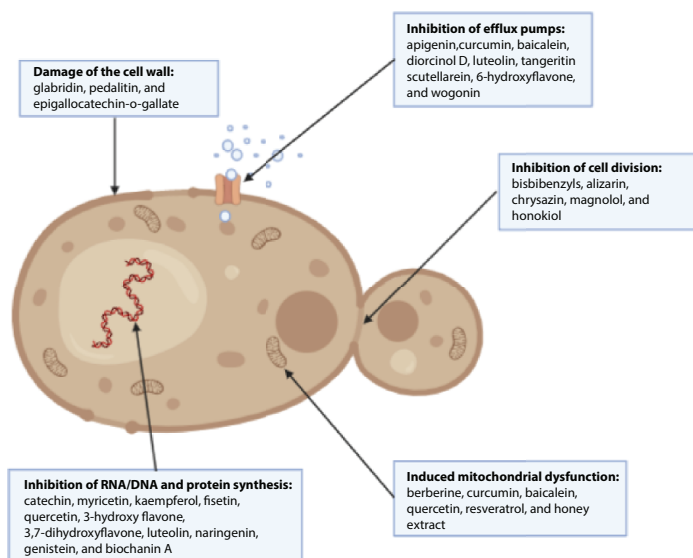 Inhibition of efflux pumps:
apigenin,curcumin, baicalein,
diorcinol D, luteolin, tangeritin
scutellarein, 6-hydroxyflavone,
and wogonin
Damage of the cell wall:
glabridin, pedalitin, and
epigallocatechin-o-gallate
Inhibition of cell division:
bisbibenzyls, alizarin,
chrysazin, magnolol, and
honokiol
Inhibition of RNA/DNA and protein synthesis:
catechin, myricetin, kaempferol, fisetin,
quercetin, 3-hydroxy flavone,
3,7-dihydroxyflavone, luteolin, naringenin,
genistein, and biochanin A
Induced mitochondrial dysfunction:
berberine, curcumin, baicalein,
quercetin, resveratrol, and honey
extract